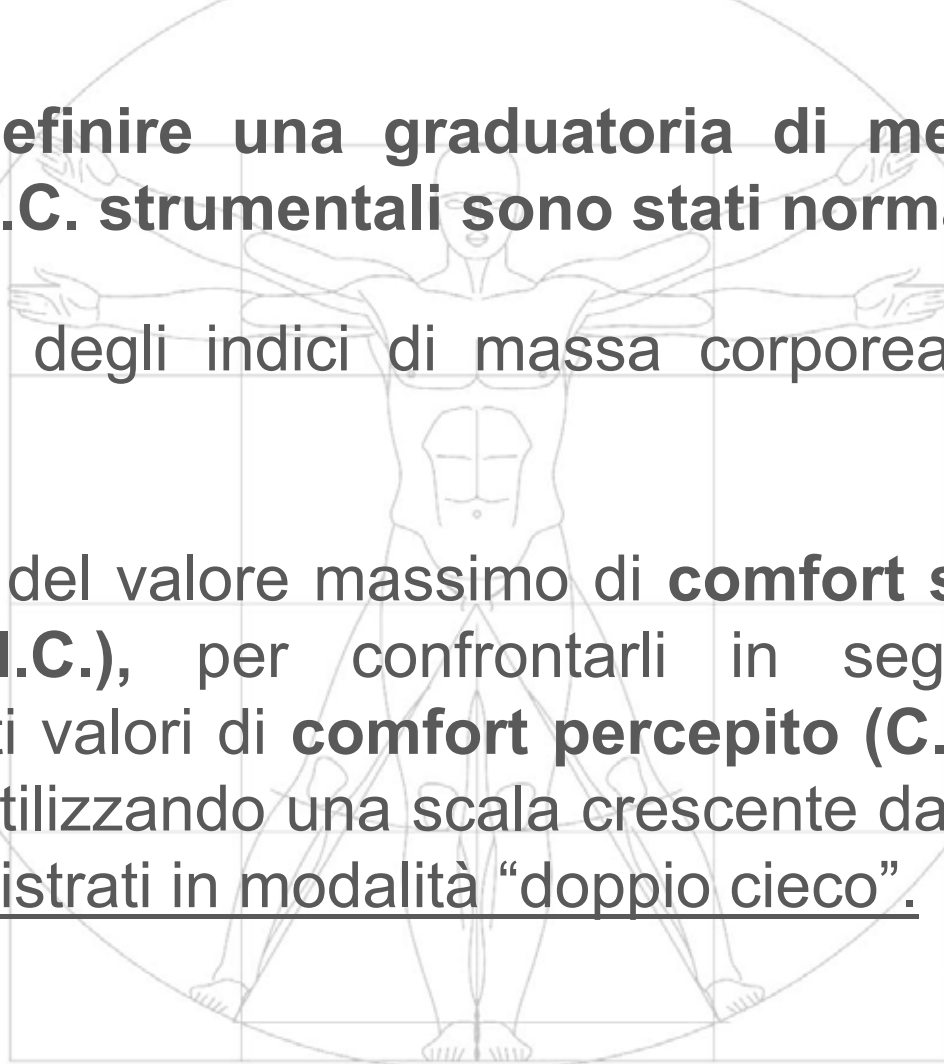 efinire una graduatoria di me
.C. strumentali sono stati norma
degli indici di massa corporea
del valore massimo di comfort s
I.C.), per confrontarli in seg
ti valori di comfort percepito (C.
tilizzando una scala crescente da
istrati in modalità “doppio cieco”.